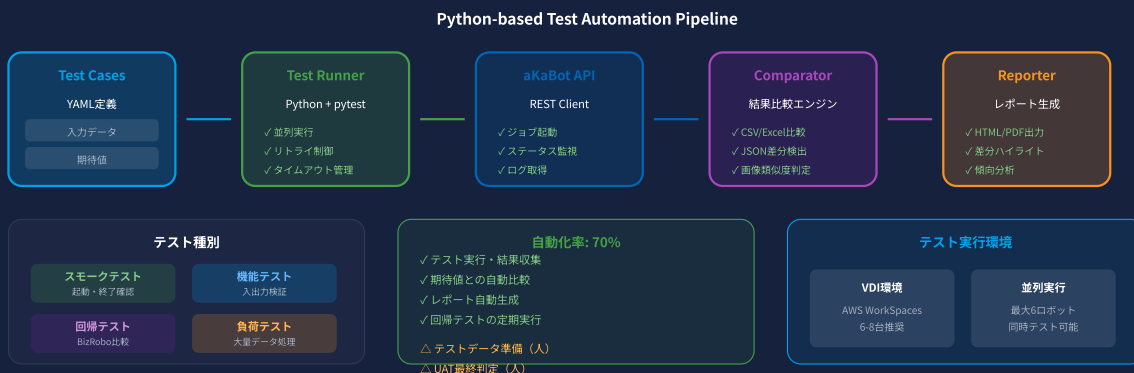 Python-based Test Automation Pipeline
Test Cases
YAML定義
入力データ
期待値
Test Runner
Python + pytest
✓ 並列実行
✓ リトライ制御
✓ タイムアウト管理
aKaBot API
REST Client
✓ ジョブ起動
✓ ステータス監視
✓ ログ取得
Comparator
結果比較エンジン
✓ CSV/Excel比較
✓ JSON差分検出
✓ 画像類似度判定
Reporter
レポート生成
✓ HTML/PDF出力
✓ 差分ハイライト
✓ 傾向分析
テスト種別
スモークテスト
起動・終了確認
機能テスト
入出力検証
回帰テスト
BizRobo比較
負荷テスト
大量データ処理
自動化率: 70%
✓ テスト実行・結果収集
✓ 期待値との自動比較
✓ レポート自動生成
✓ 回帰テストの定期実行
△ テストデータ準備（人）
△ UAT最終判定（人）
テスト実行環境
VDI環境
AWS WorkSpaces
6-8台推奨
並列実行
最大6ロボット
同時テスト可能